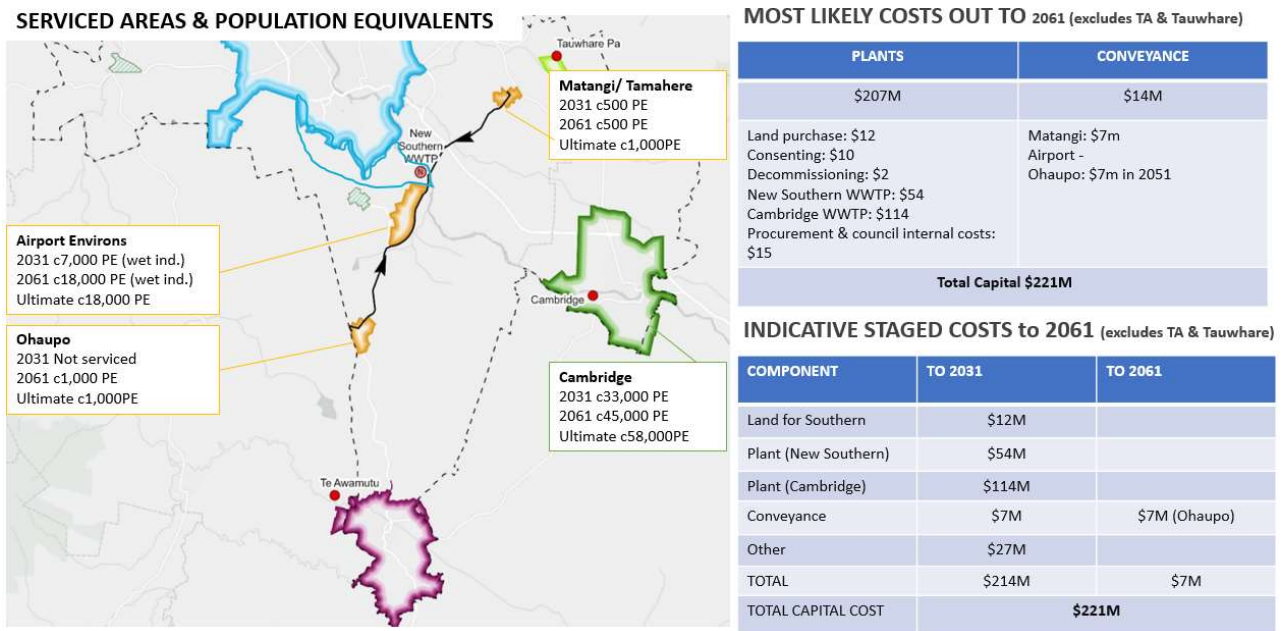 SERVICED AREAS & POPULATION EQUIVALENTS
Tauwhare Pa
Matangi/ Tamahere
2031 c500 PE
2061 c500 PE
Ultimate c1,000PE
New
Southern
WWTP
N
Airport Environs
2031 c7,000 PE (wet ind.)
2061 c18,000 PE (wet ind.)
Ultimate c18,000 PE
Ohaupo
2031 Not serviced
2061 c1,000 PE
Ultimate c1,000PE
Cambridge
Cambridge
2031 c33,000 PE
2061 c45,000 PE
Ultimate c58,000PE
Te Awamutu
MOST LIKELY COSTS OUT TO 2061 (excludes TA & Tauwhare)
PLANTS CONVEYANCE
$207M $14M
Land purchase: $12
Consenting: $10
Decommissioning: $2
New Southern WWTP: $54
Cambridge WWTP: $114
Procurement & council internal costs:
$15
Matangi: $7m
Airport -
Ohaupo: $7m in 2051
Total Capital $221M
INDICATIVE STAGED COSTS to 2061 (excludes TA & Tauwhare)
COMPONENT TO 2031 TO 2061
Land for Southern $12M
Plant (New Southern) $54M
Plant (Cambridge) $114M
Conveyance $7M $7M (Ohaupo)
Other $27M
TOTAL $214M $7M
TOTAL CAPITAL COST $221M